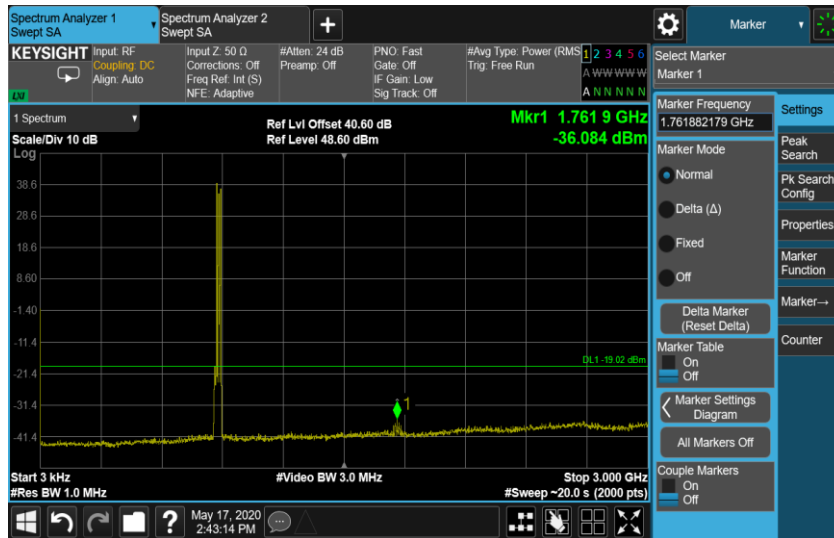 Spectrum Analyzer 1
Swept SA
Spectrum Analyzer 2
Swept SA
+
Marker
KEYSIGHT
Input: RF
Coupling: DC
Align: Auto
Input Z: 50 Ω
Corrections: Off
Freq Ref: Int (S)
NFE: Adaptive
#Atten: 24 dB
Preamp: Off
PNO: Fast
Gate: Off
IF Gain: Low
Sig Track: Off
#Avg Type: Power (RMS
Trig: Free Run
1 2 3 4 5 6
A W W W W W
A N N N N N
LXI
Select Marker
Marker 1
1 Spectrum
Scale/Div 10 dB
Log
Ref Lvl Offset 40.60 dB
Ref Level 48.60 dBm
Mkr1 1.761 9 GHz
-36.084 dBm
38.6
28.6
18.6
8.60
-1.40
-11.4
-21.4
-31.4
-41.4
DL1 -19.02 dBm
1
Start 3 kHz
#Res BW 1.0 MHz
#Video BW 3.0 MHz
Stop 3.000 GHz
#Sweep ~20.0 s (2000 pts)
Marker Frequency
1.761882179 GHz
Marker Mode
Normal
Delta (Δ)
Fixed
Off
Delta Marker
(Reset Delta)
Marker Table
On
Off
Marker Settings
Diagram
All Markers Off
Couple Markers
On
Off
Settings
Peak
Search
Pk Search
Config
Properties
Marker
Function
Marker→
Counter
?
May 17, 2020
2:43:14 PM